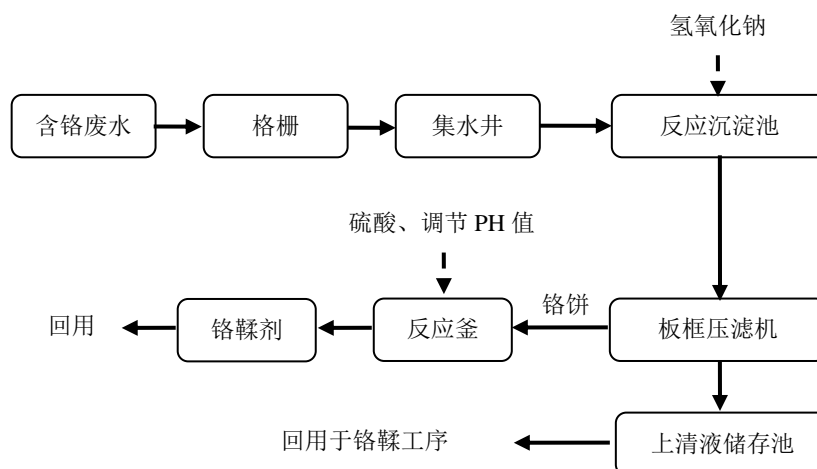 氢氧化钠
含铬废水
格栅
集水井
反应沉淀池
硫酸、调节 PH 值
铬饼
回用
铬鞣剂
反应釜
板框压滤机
回用于铬鞣工序
上清液储存池